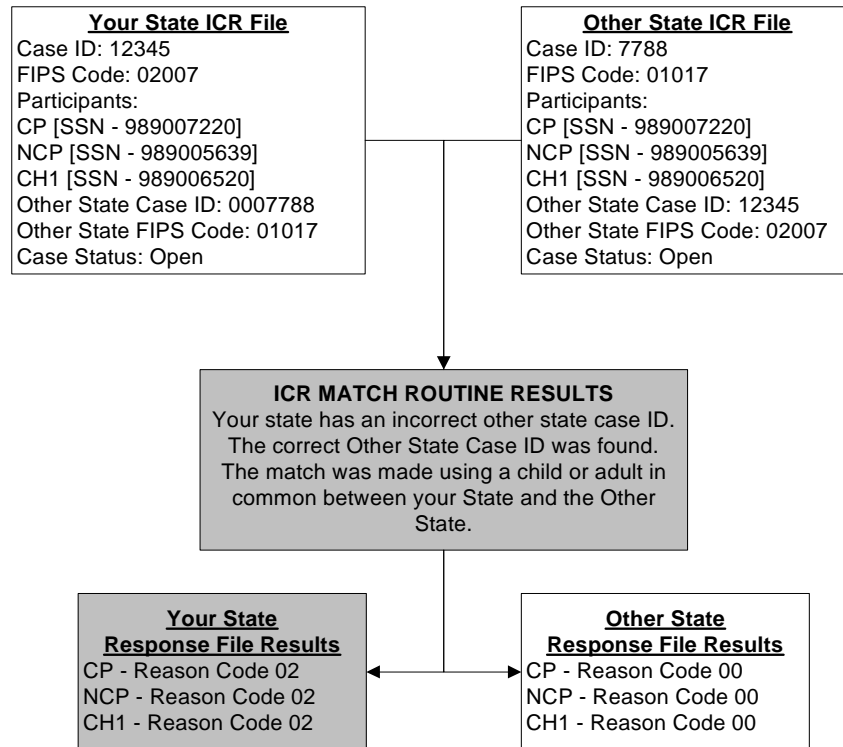 Your State ICR File
Case ID: 12345
FIPS Code: 02007
Participants:
CP [SSN - 989007220]
NCP [SSN - 989005639]
CH1 [SSN - 989006520]
Other State Case ID: 0007788
Other State FIPS Code: 01017
Case Status: Open
Other State ICR File
Case ID: 7788
FIPS Code: 01017
Participants:
CP [SSN - 989007220]
NCP [SSN - 989005639]
CH1 [SSN - 989006520]
Other State Case ID: 12345
Other State FIPS Code: 02007
Case Status: Open
ICR MATCH ROUTINE RESULTS
Your state has an incorrect other state case ID.
The correct Other State Case ID was found.
The match was made using a child or adult in
common between your State and the Other
State.
Your State
Response File Results
CP - Reason Code 02
NCP - Reason Code 02
CH1 - Reason Code 02
Other State
Response File Results
CP - Reason Code 00
NCP - Reason Code 00
CH1 - Reason Code 00